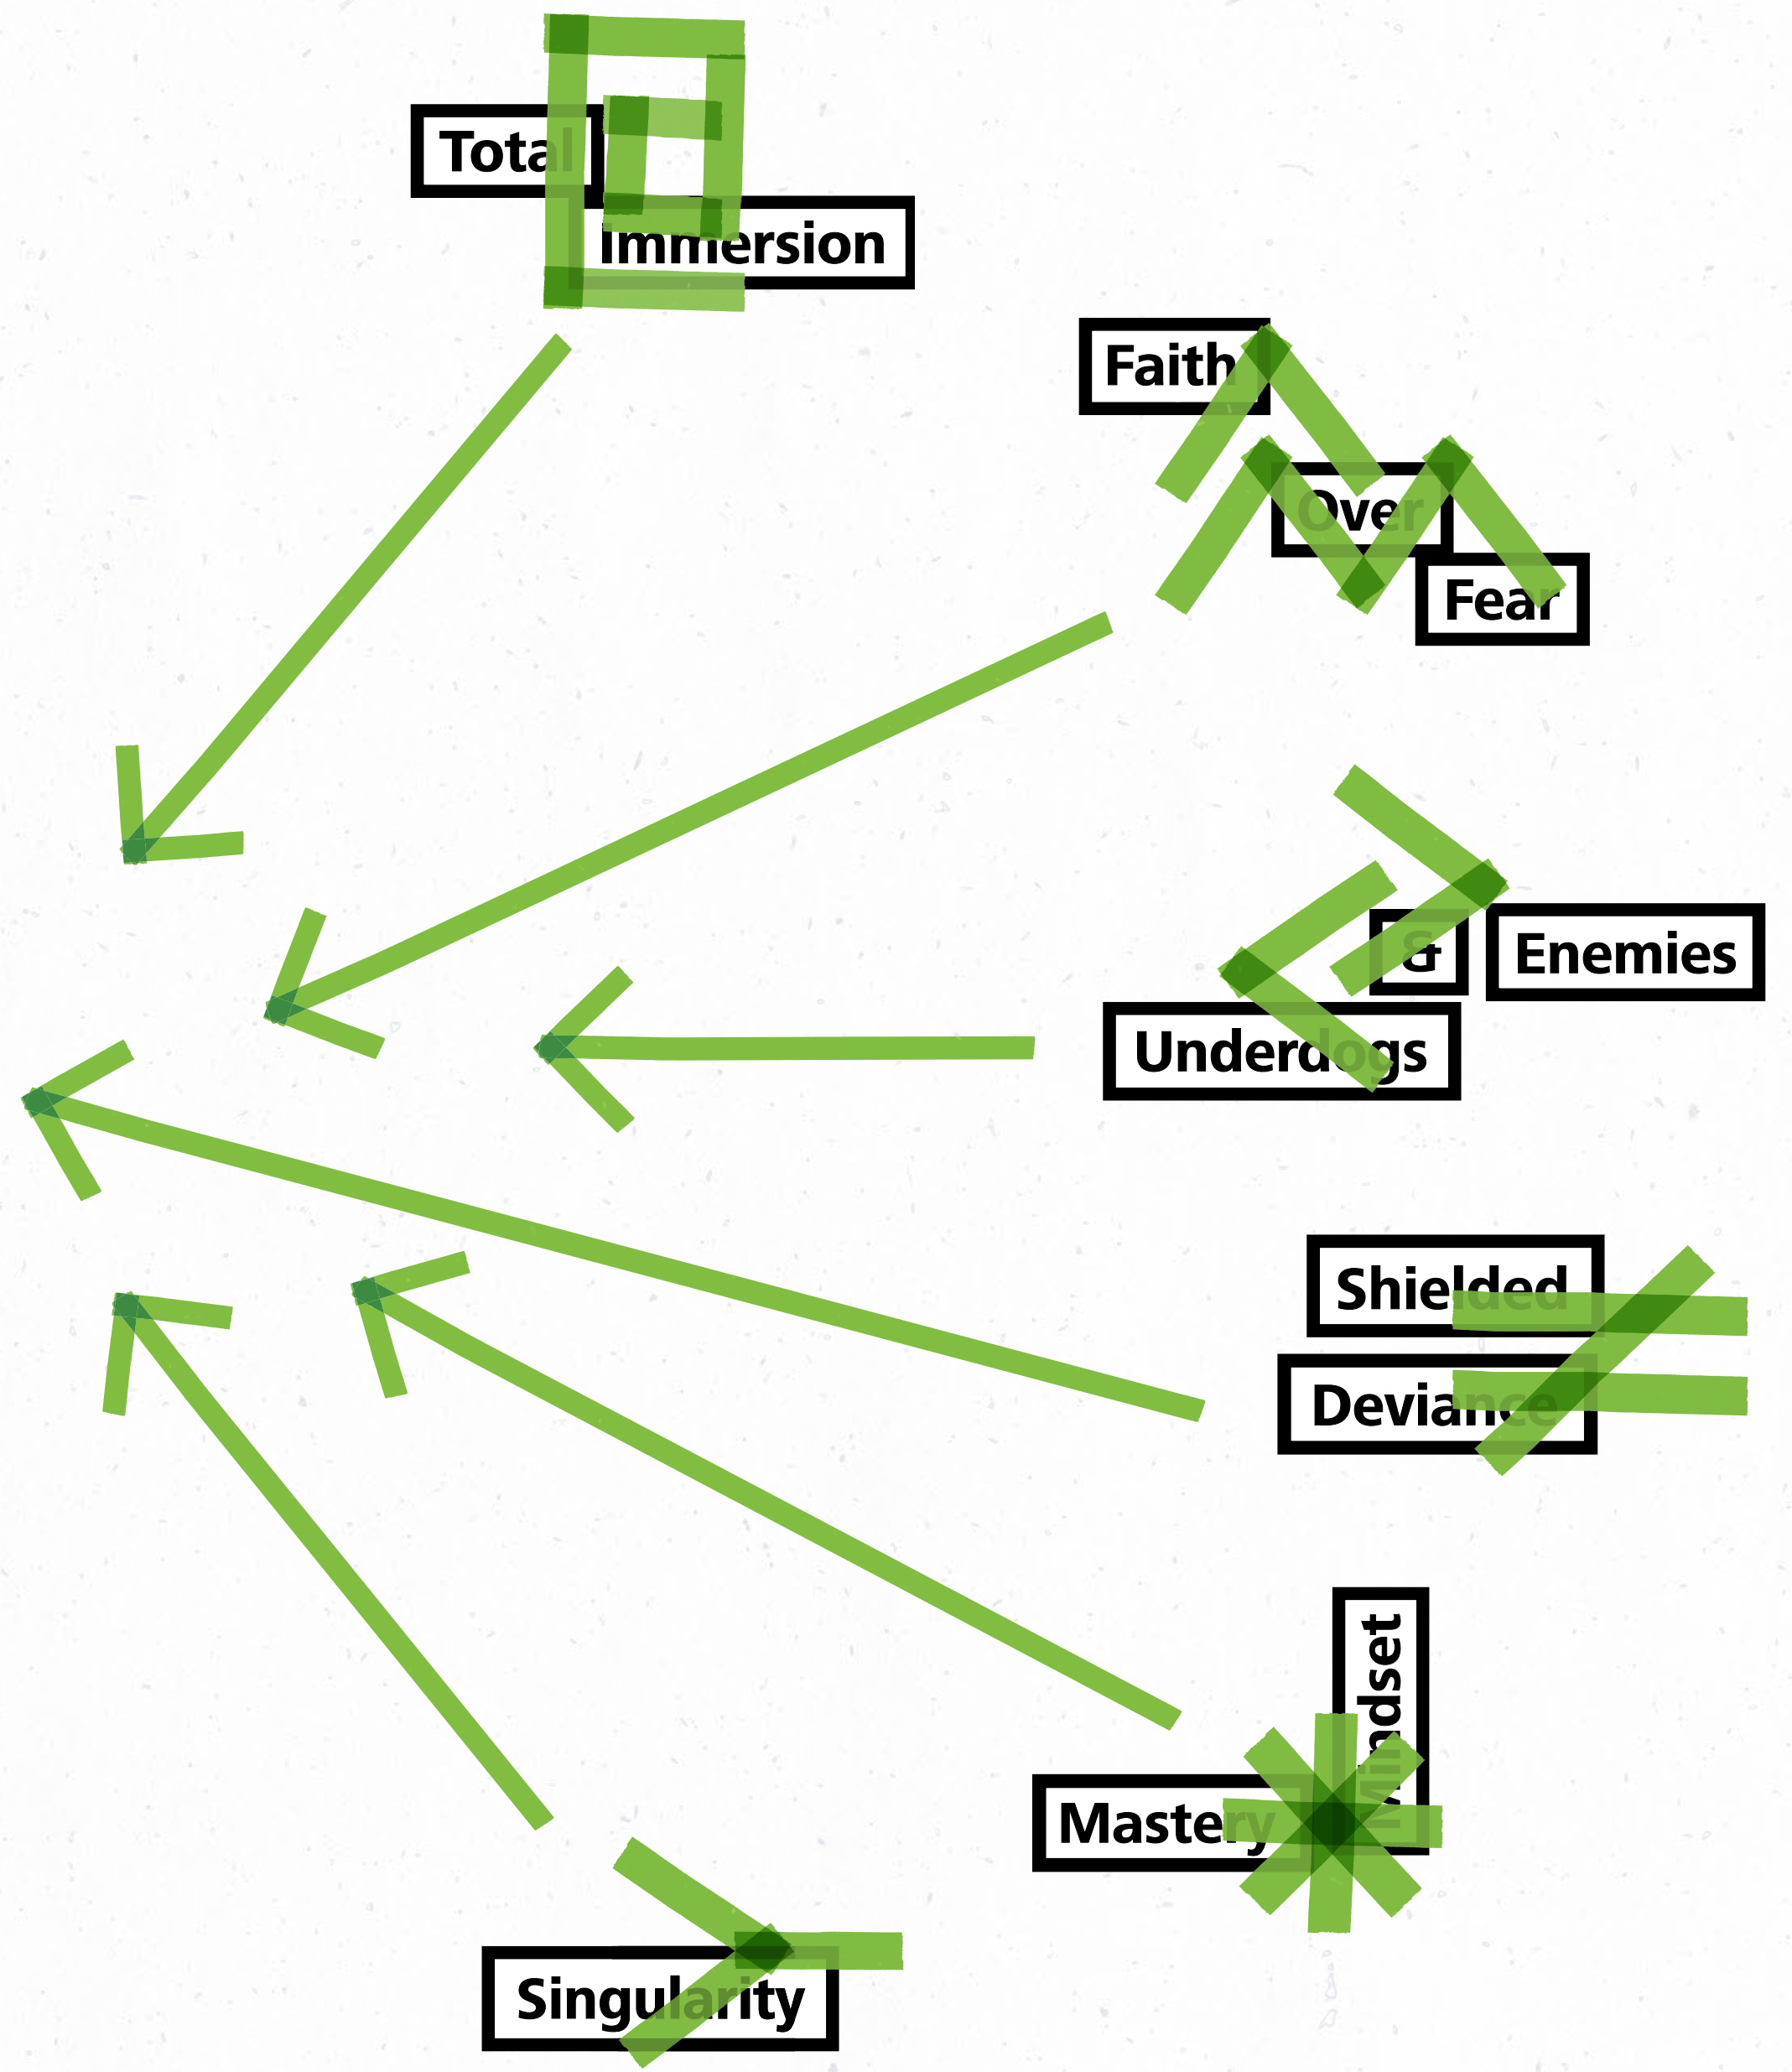 Total
Immersion
Faith
Over
Fear
& Enemies
Underdogs
Shielded
Deviance
Mindset
Mastery
Singularity